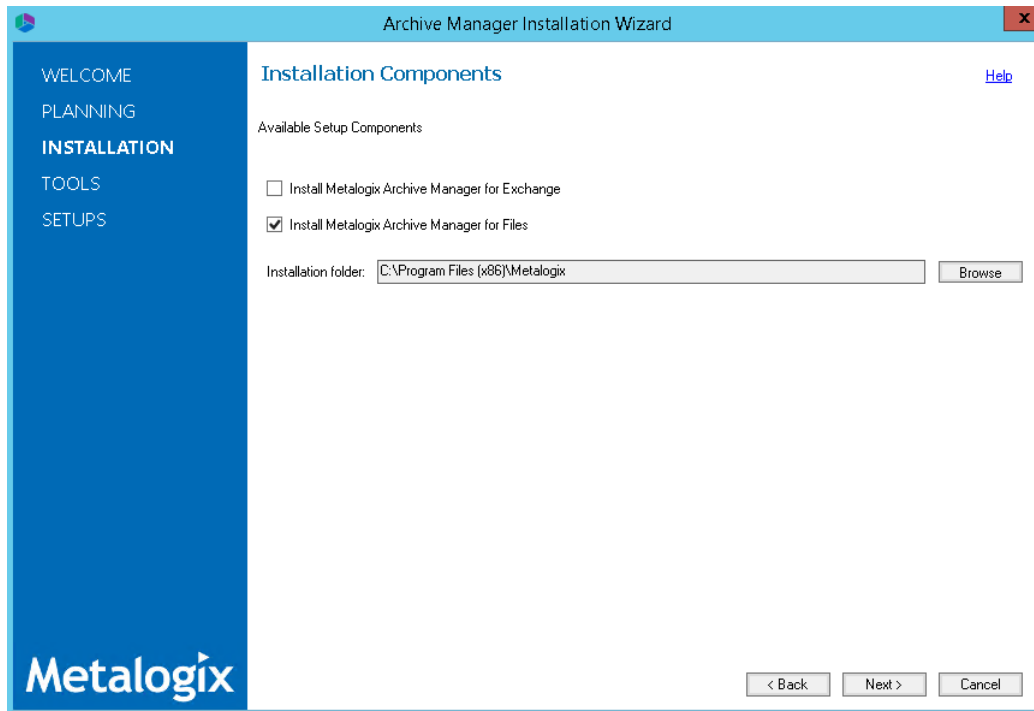 Archive Manager Installation Wizard
x
WELCOME
PLANNING
INSTALLATION
TOOLS
SETUPS
Installation Components
Help
Available Setup Components
Install Metalogix Archive Manager for Exchange
Install Metalogix Archive Manager for Files
Installation folder: C:\Program Files (x86)\Metalogix Browse
Metalogix
< Back Next > Cancel